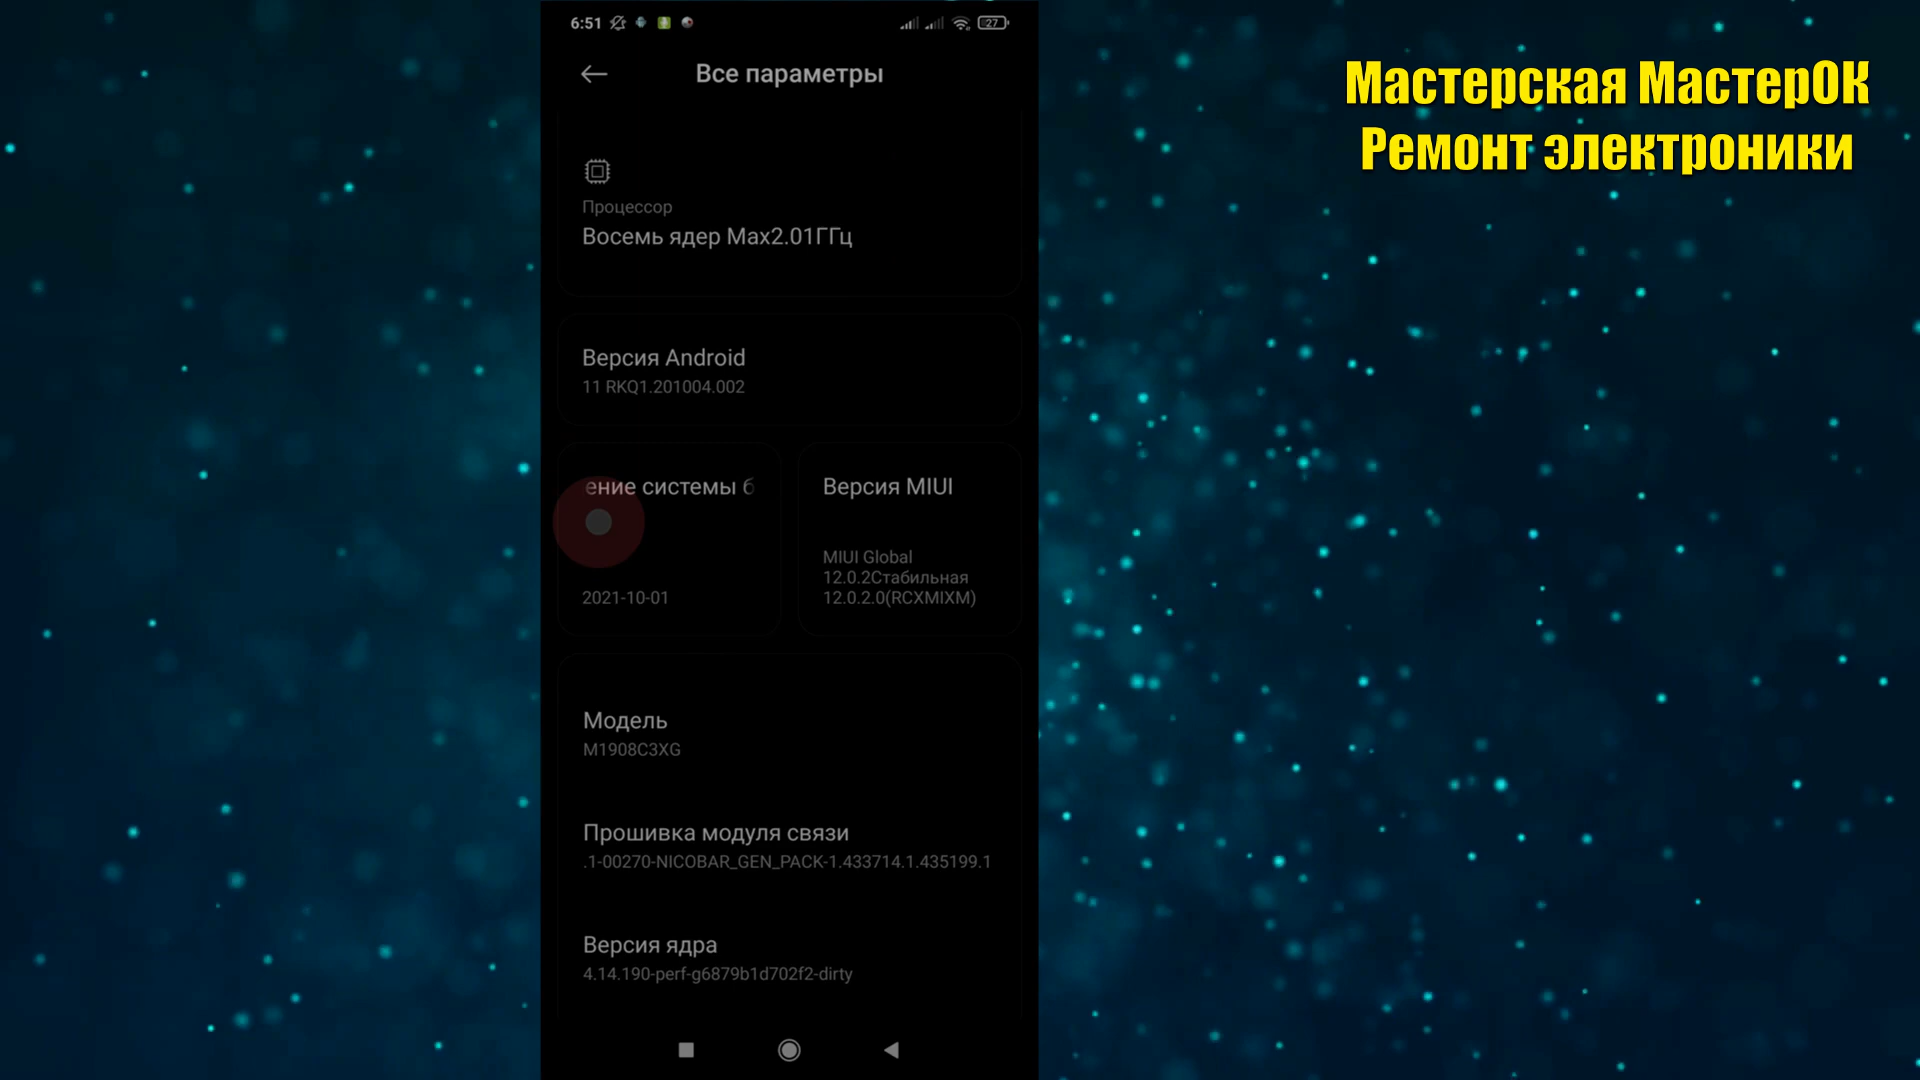 6:51
27
Все параметры
Мастерская МастерОК
Ремонт электроники
Процессор
Восемь ядер Max2.01ГГц
Версия Android
11 RKQ1.201004.002
ение системы б
2021-10-01
Версия MIUI
MIUI Global
12.0.2Стабильная
12.0.2.0(RCXMIXM)
Модель
M1908C3XG
Прошивка модуля связи
.1-00270-NICOBAR_GEN_PACK-1.433714.1.435199.1
Версия ядра
4.14.190-perf-g6879b1d702f2-dirty